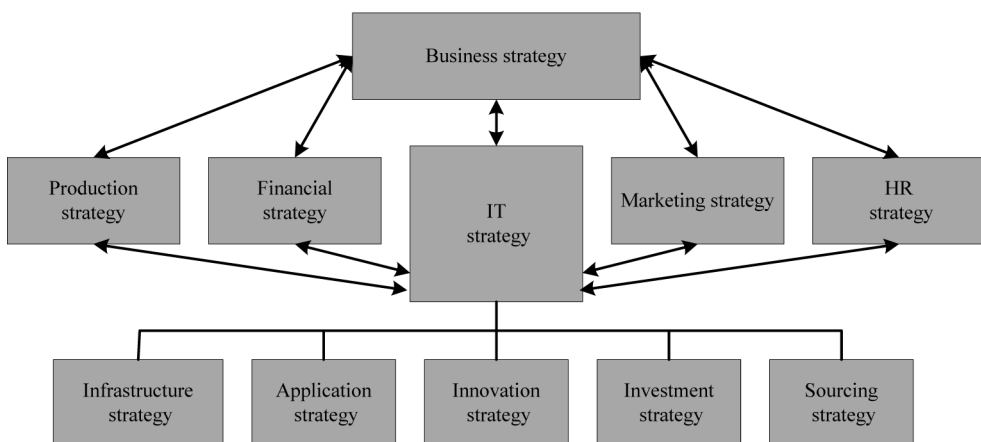 Business strategy
Production
strategy
Financial
strategy
IT
strategy
Marketing strategy
HR
strategy
Infrastructure
strategy
Application
strategy
Innovation
strategy
Investment
strategy
Sourcing
strategy